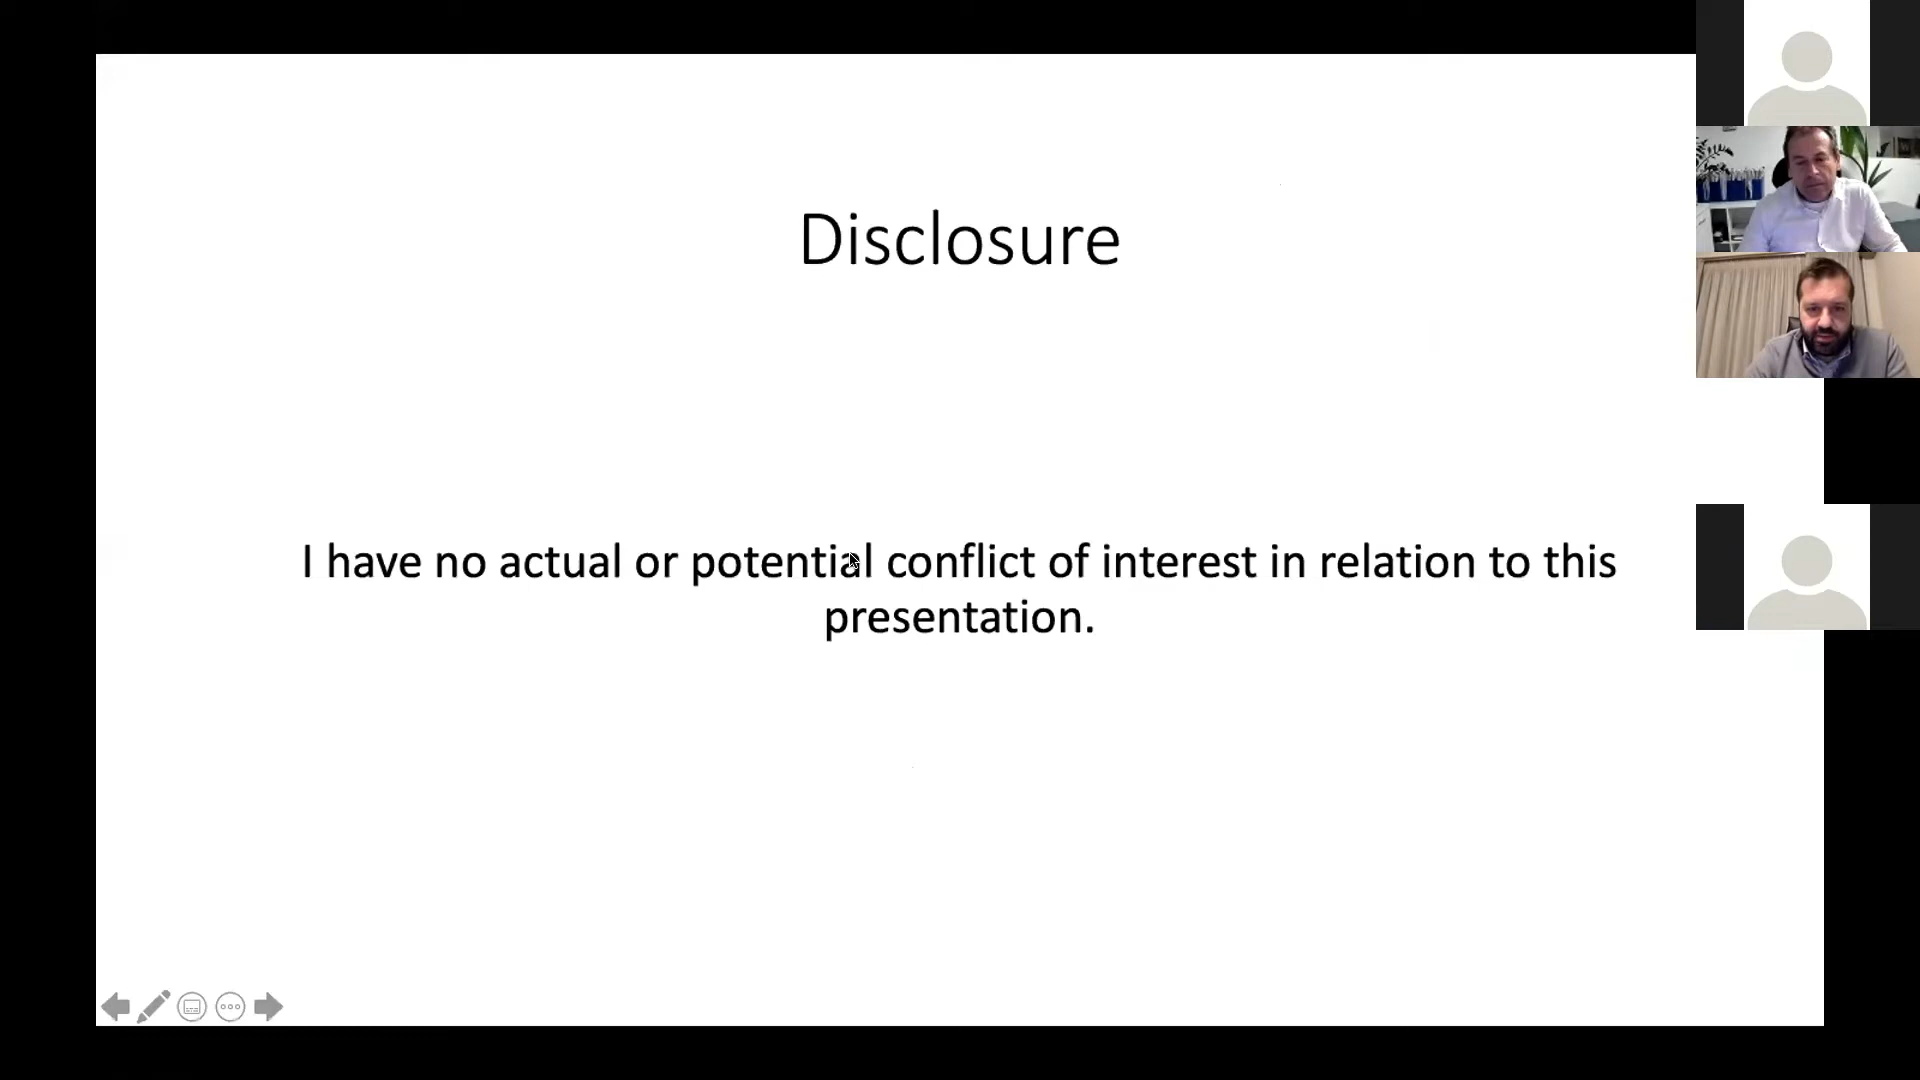 Disclosure
I have no actual or potential conflict of interest in relation to this
presentation.